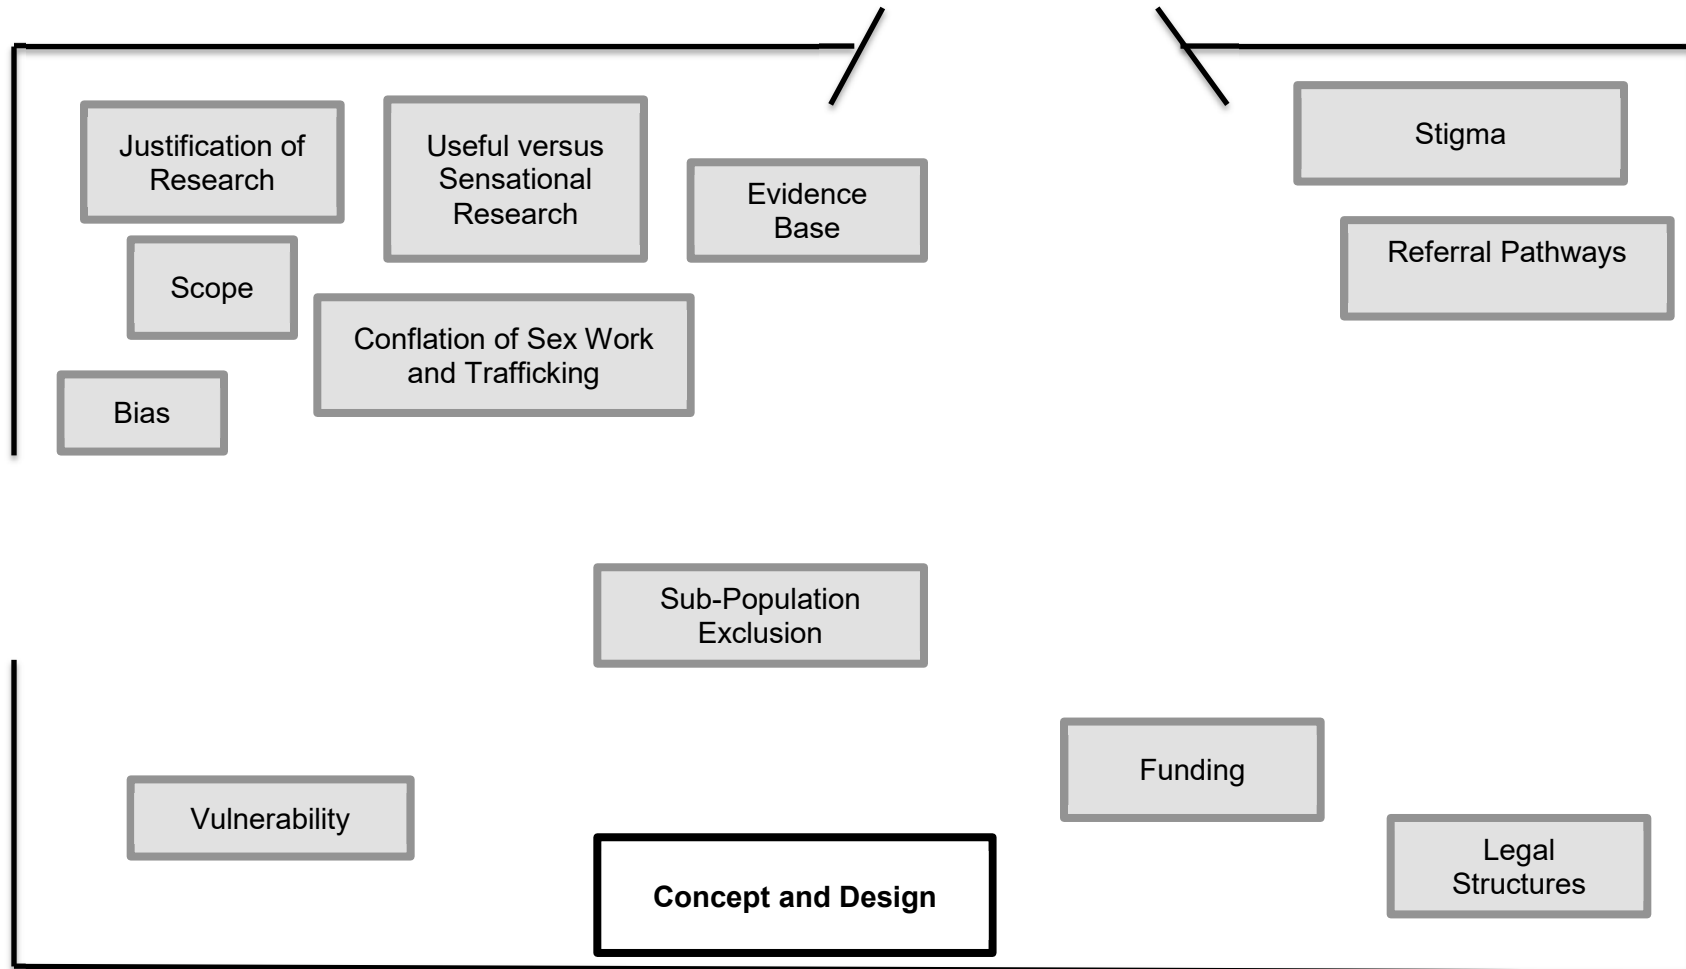 Justification of
Research
Useful versus
Sensational
Research
Evidence
Base
Stigma
Referral Pathways
Scope
Conflation of Sex Work
and Trafficking
Bias
Sub-Population
Exclusion
Funding
Vulnerability
Legal
Structures
Concept and Design